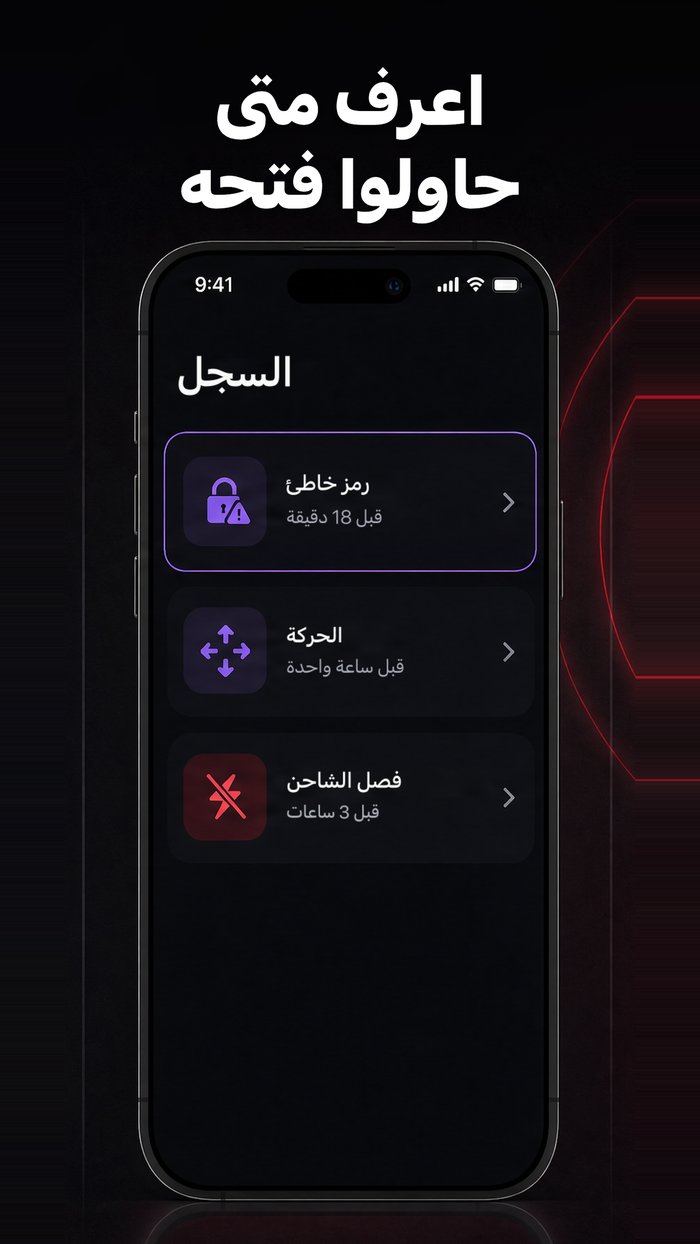 اعرف متى
حاولوا فتحه
9:41
السجل
رمز خاطئ
قبل 18 دقيقة
الحركة
قبل ساعة واحدة
فصل الشاحن
قبل 3 ساعات